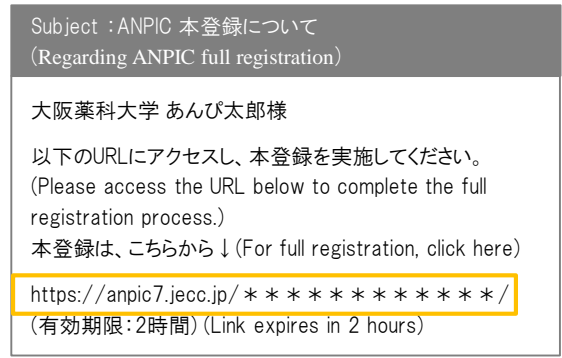 Subject :ANPIC 本登録について
(Regarding ANPIC full registration)
大阪薬科大学 あんぴ太郎様
以下のURLにアクセスし、本登録を実施してください。
(Please access the URL below to complete the full
registration process.)
本登録は、こちらから↓(For full registration, click here)
https://anpic7.jecc.jp/************/
(有効期限:2時間)(Link expires in 2 hours)